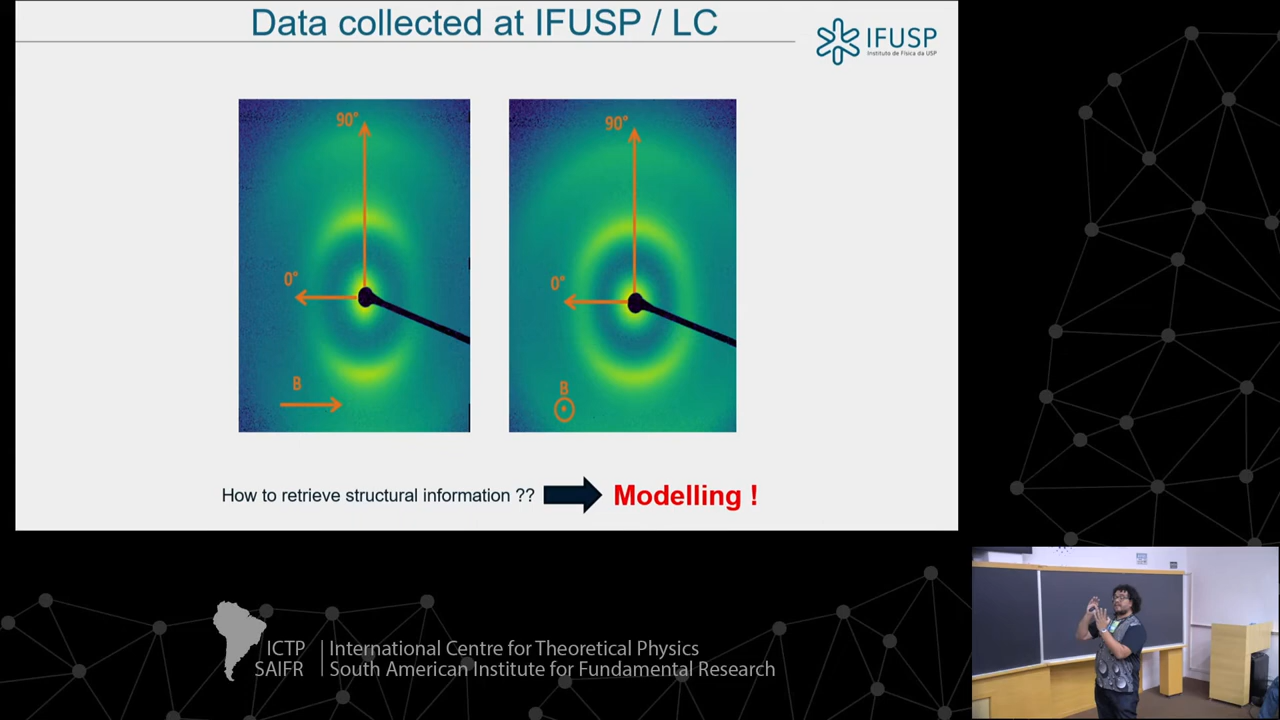 Data collected at IFUSP / LC
IFUSP
Instituto de Física da USP
90°
0°
B
90°
0°
B
How to retrieve structural information ??
Modelling !
ICTP
SAIFR
International Centre for Theoretical Physics
South American Institute for Fundamental Research